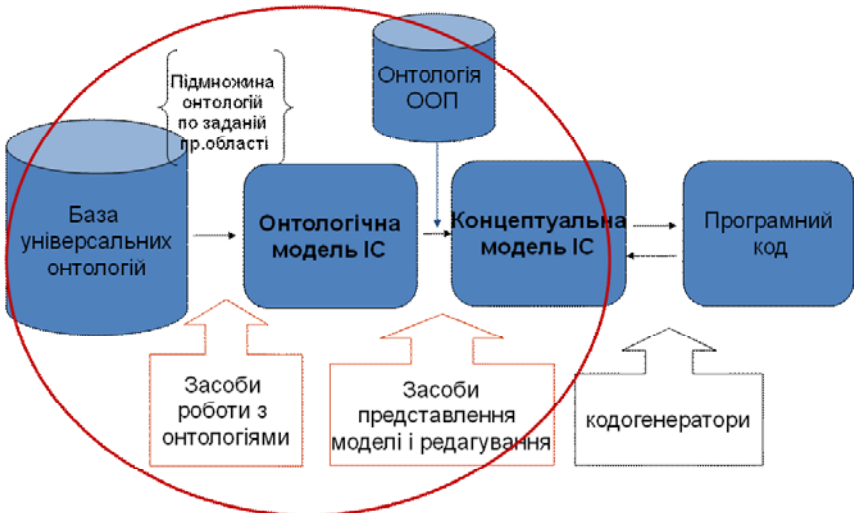 Підмножина
онтологій
по заданій
пр.області
Онтологія
ООП
База
універсальних
онтологій
Онтологічна
модель ІС
Концептуальна
модель ІС
Програмний
код
Засоби
роботи з
онтологіями
Засоби
представлення
моделі і редагування
кодогенератори